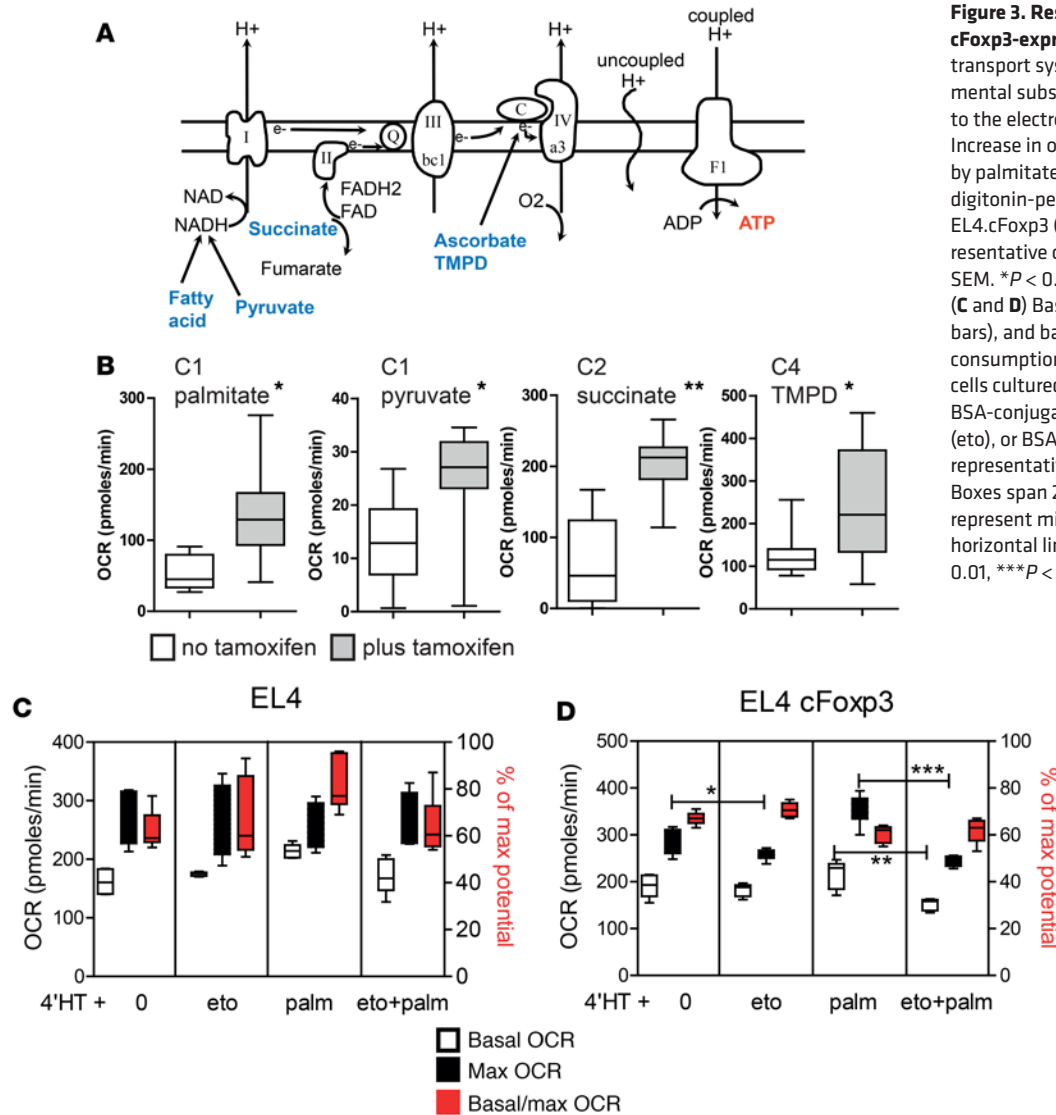 A
H+
H+
H+
coupled
H+
uncoupled
H+
I
e-
Q
II
e-
III
bc1
e-
C
e-
IV
a3
F1
NAD
NADH
FADH2
FAD
Succinate
Fumarate
O2
ADP
ATP
Ascorbate
TMPD
Fatty
acid
Pyruvate
B
C1
palmitate *
OCR (pmoles/min)
300
200
100
0
C1
pyruvate *
OCR (pmoles/min)
40
30
20
10
0
C2
succinate **
OCR (pmoles/min)
300
200
100
0
C4
TMPD *
OCR (pmoles/min)
500
400
300
200
100
0
no tamoxifen
plus tamoxifen
C
EL4
OCR (pmoles/min)
400
300
200
100
0
100
80
60
40
20
0
% of max potential
4'HT + 0 eto palm eto+palm
D
EL4 cFoxp3
OCR (pmoles/min)
500
400
300
200
100
0
*
***
**
100
80
60
40
20
0
% of max potential
4'HT + 0 eto palm eto+palm
Basal OCR
Max OCR
Basal/max OCR
Figure 3. Res
cFoxp3-expr
transport sys
mental subs
to the electro
Increase in o
by palmitate
digitonin-pe
EL4.cFoxp3 (
resentative o
SEM. *P < 0.
(C and D) Bas
bars), and ba
consumption
cells cultured
BSA-conjuga
(eto), or BSA
representativ
Boxes span 2
represent mi
horizontal lin
0.01, ***P <